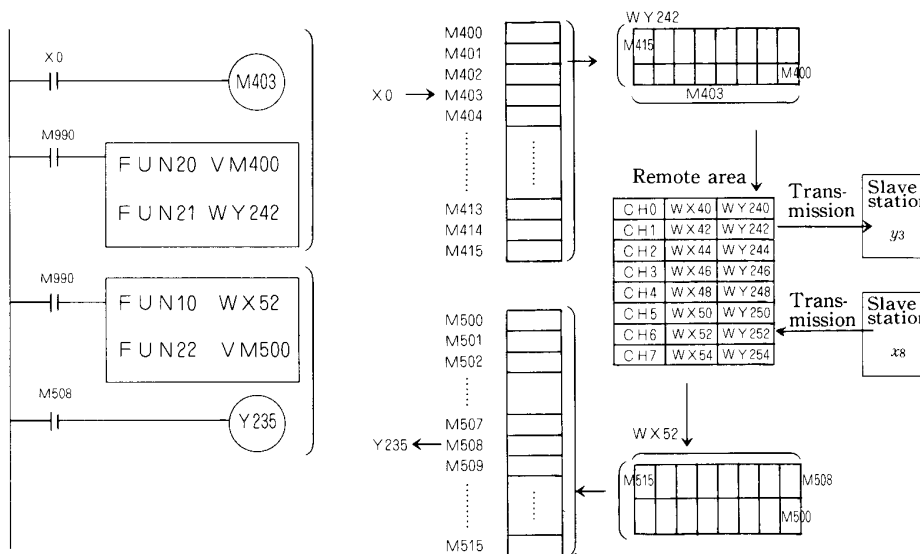 X0
M403
M990
FUN20 VM400
FUN21 WY242
M990
FUN10 WX52
FUN22 VM500
M508
Y235
M400
M401
M402
X0 → M403
M404
M413
M414
M415
M500
M501
M502
M507
Y235 ← M508
M509
M515
WY242
M415
M400
M403
Remote area
CH0 WX40 WY240
CH1 WX42 WY242
CH2 WX44 WY244
CH3 WX46 WY246
CH4 WX48 WY248
CH5 WX50 WY250
CH6 WX52 WY252
CH7 WX54 WY254
Trans-
mission
Slave
station
y3
Trans-
mission
Slave
station
x8
WX52
M515
M508
M500